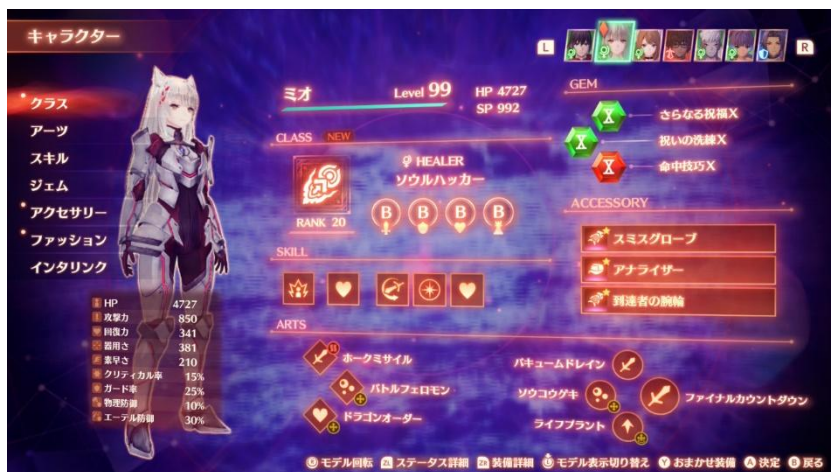 キャラクター
L
R
クラス
アーツ
スキル
ジェム
アクセサリー
ファッション
インタリンク
HP 4727
攻撃力 850
回復力 341
器用さ 381
素早さ 210
クリティカル率 15%
ガード率 25%
物理防御 10%
エーテル防御 30%
ミオ Level 99 HP 4727
SP 992
CLASS NEW
HEALER
ソウルハッカー
RANK 20
B B B B
SKILL
ARTS
ホークミサイル
バトルフェロモン
ドラゴンオーダー
バキュームドレイン
ソウコウゲキ
ライフプラント
ファイナルカウントダウン
GEM
X さらなる祝福X
X 祝いの洗練X
X 命中技巧X
ACCESSORY
スミスグローブ
アナライザー
到達者の腕輪
モデル回転 ZL ステータス詳細 ZR 装備詳細 モデル表示切り替え Y おまかせ装備 A 決定 B 戻る